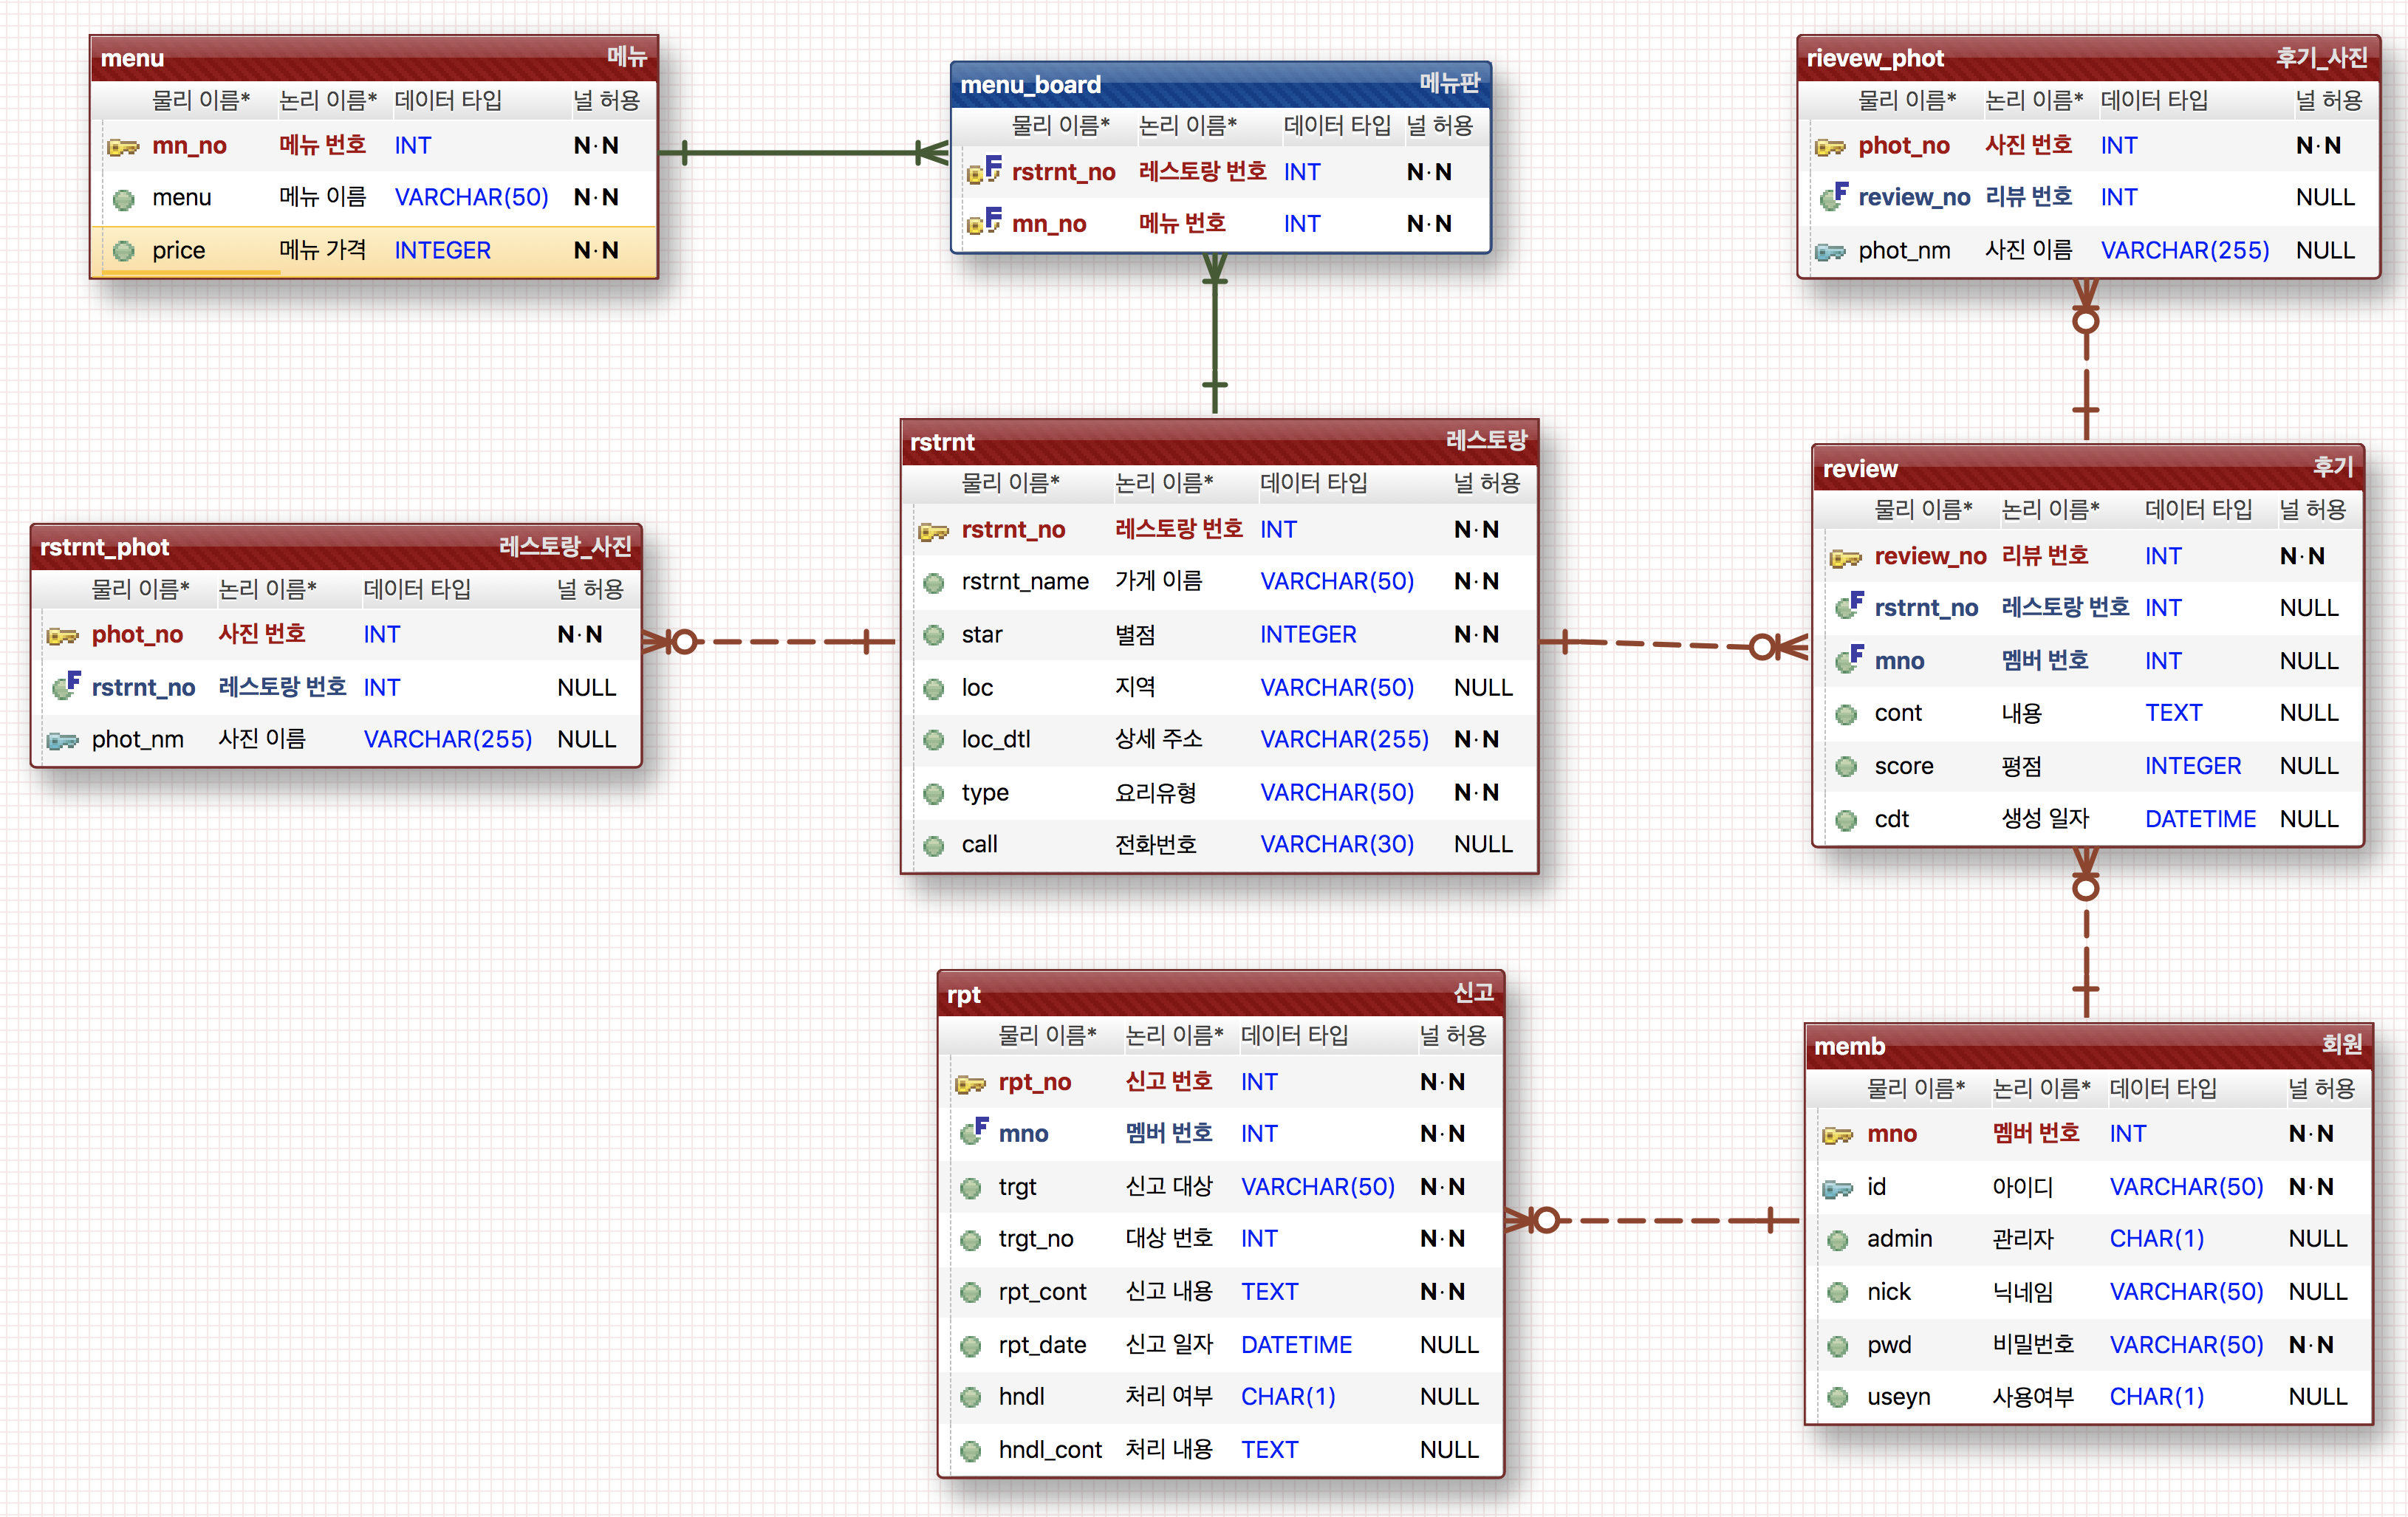 menu 메뉴
물리 이름* 논리 이름* 데이터 타입 널 허용
mn_no 메뉴 번호 INT N·N
menu 메뉴 이름 VARCHAR(50) N·N
price 메뉴 가격 INTEGER N·N
menu_board 메뉴판
물리 이름* 논리 이름* 데이터 타입 널 허용
F rstrnt_no 레스토랑 번호 INT N·N
F mn_no 메뉴 번호 INT N·N
rievew_phot 후기_사진
물리 이름* 논리 이름* 데이터 타입 널 허용
phot_no 사진 번호 INT N·N
F review_no 리뷰 번호 INT NULL
phot_nm 사진 이름 VARCHAR(255) NULL
rstrnt_phot 레스토랑_사진
물리 이름* 논리 이름* 데이터 타입 널 허용
phot_no 사진 번호 INT N·N
F rstrnt_no 레스토랑 번호 INT NULL
phot_nm 사진 이름 VARCHAR(255) NULL
rstrnt 레스토랑
물리 이름* 논리 이름* 데이터 타입 널 허용
rstrnt_no 레스토랑 번호 INT N·N
rstrnt_name 가게 이름 VARCHAR(50) N·N
star 별점 INTEGER N·N
loc 지역 VARCHAR(50) NULL
loc_dtl 상세 주소 VARCHAR(255) N·N
type 요리유형 VARCHAR(50) N·N
call 전화번호 VARCHAR(30) NULL
review 후기
물리 이름* 논리 이름* 데이터 타입 널 허용
review_no 리뷰 번호 INT N·N
F rstrnt_no 레스토랑 번호 INT NULL
F mno 멤버 번호 INT NULL
cont 내용 TEXT NULL
score 평점 INTEGER NULL
cdt 생성 일자 DATETIME NULL
rpt 신고
물리 이름* 논리 이름* 데이터 타입 널 허용
rpt_no 신고 번호 INT N·N
F mno 멤버 번호 INT N·N
trgt 신고 대상 VARCHAR(50) N·N
trgt_no 대상 번호 INT N·N
rpt_cont 신고 내용 TEXT N·N
rpt_date 신고 일자 DATETIME NULL
hndl 처리 여부 CHAR(1) NULL
hndl_cont 처리 내용 TEXT NULL
memb 회원
물리 이름* 논리 이름* 데이터 타입 널 허용
mno 멤버 번호 INT N·N
id 아이디 VARCHAR(50) N·N
admin 관리자 CHAR(1) NULL
nick 닉네임 VARCHAR(50) NULL
pwd 비밀번호 VARCHAR(50) N·N
useyn 사용여부 CHAR(1) NULL